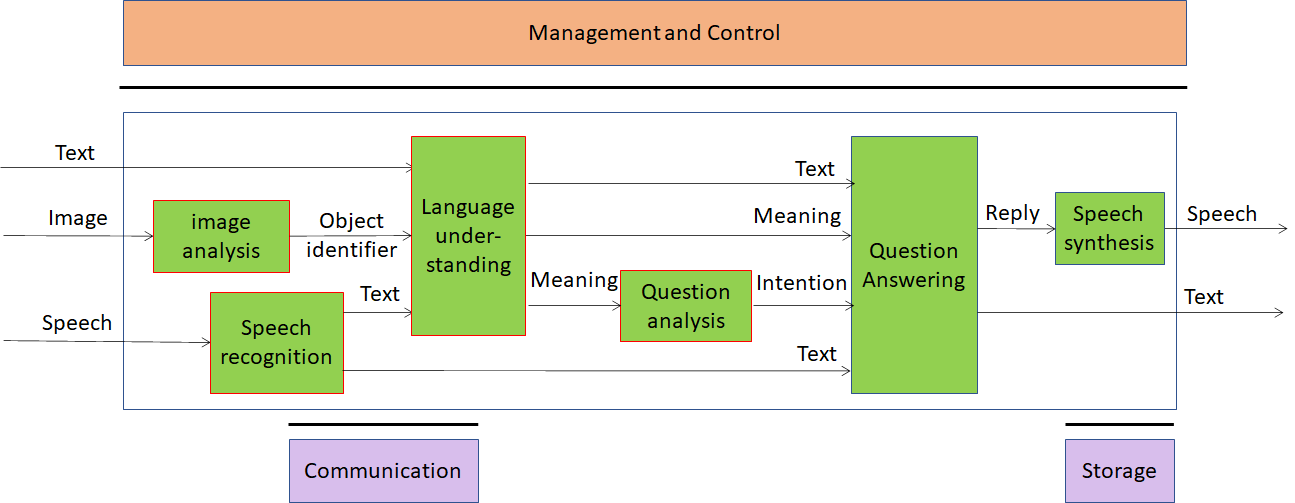 Management and Control
Text
Image
Speech
image
analysis
Object
identifier
Speech
recognition
Text
Language
under-
standing
Text
Meaning
Meaning
Question
analysis
Intention
Text
Question
Answering
Reply
Speech
synthesis
Speech
Text
Communication
Storage